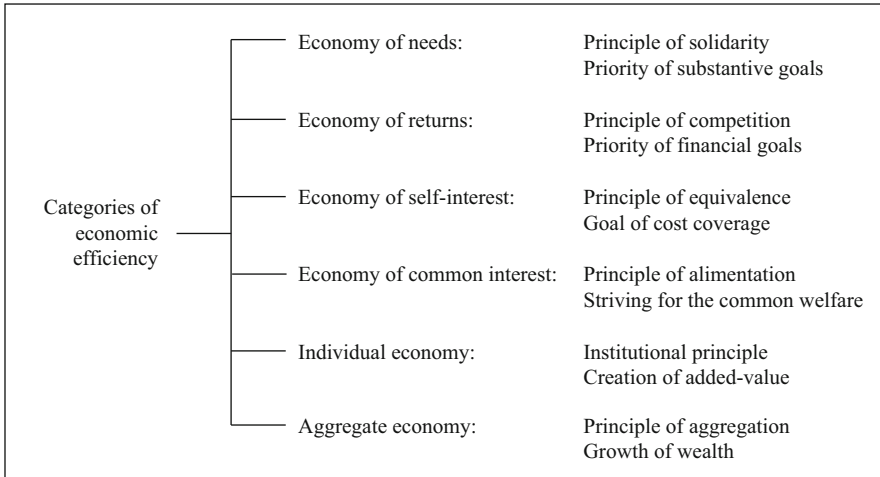 Categories of
economic
efficiency
Economy of needs: Principle of solidarity
Priority of substantive goals
Economy of returns: Principle of competition
Priority of financial goals
Economy of self-interest: Principle of equivalence
Goal of cost coverage
Economy of common interest: Principle of alimentation
Striving for the common welfare
Individual economy: Institutional principle
Creation of added-value
Aggregate economy: Principle of aggregation
Growth of wealth